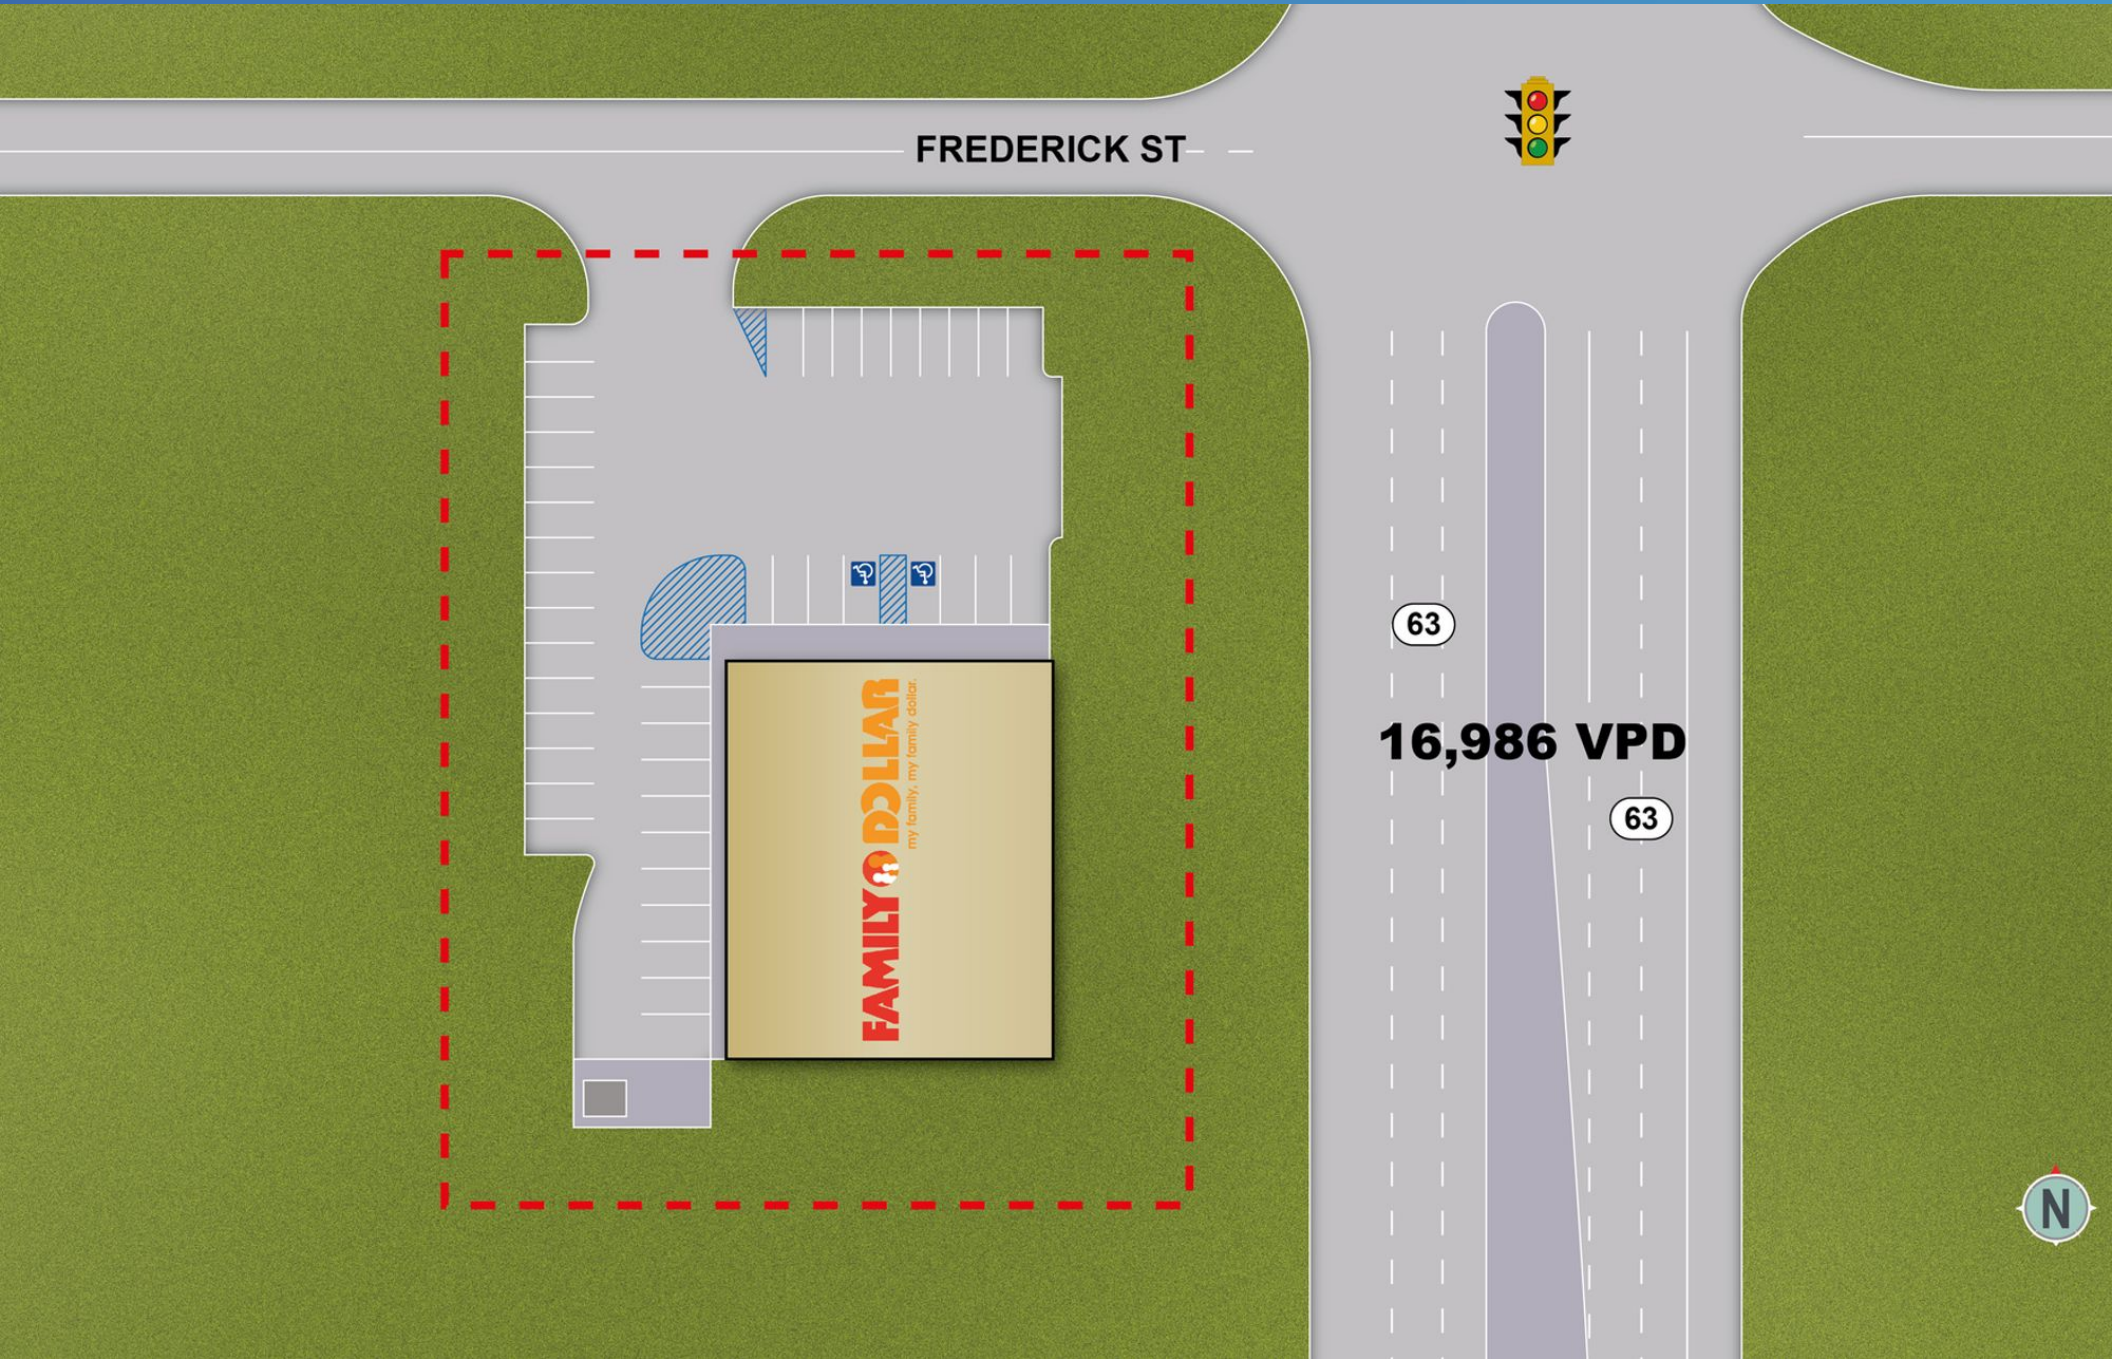 FREDERICK ST
63
16,986 VPD
63
FAMILY DOLLAR
my family, my family dollar.
N